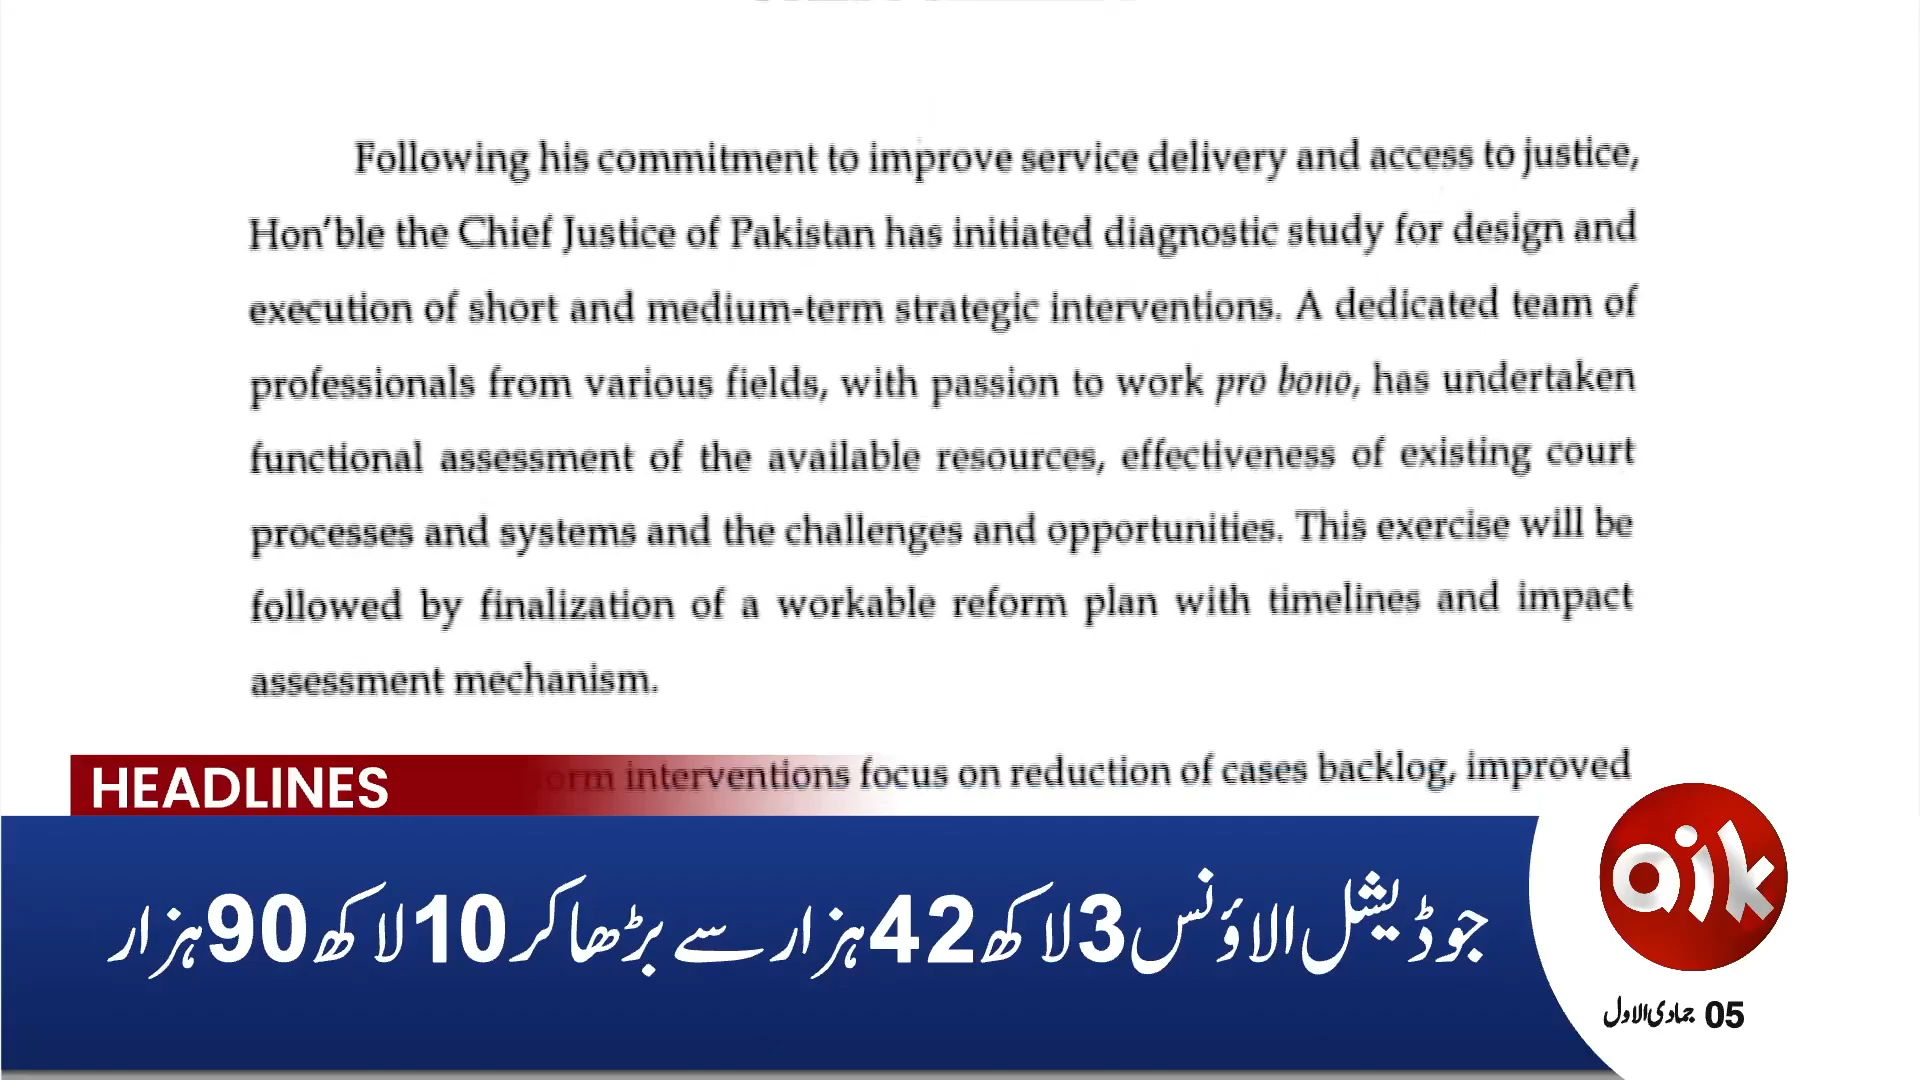 Following his commitment to improve service delivery and access to justice,
Hon'ble the Chief Justice of Pakistan has initiated diagnostic study for design and
execution of short and medium-term strategic interventions. A dedicated team of
professionals from various fields, with passion to work pro bono, has undertaken
functional assessment of the available resources, effectiveness of existing court
processes and systems and the challenges and opportunities. This exercise will be
followed by finalization of a workable reform plan with timelines and impact
assessment mechanism.
interventions focus on reduction of cases backlog, improved
HEADLINES
جوڈیشل الاؤنس 3 لاکھ 42 ہزار سے بڑھا کر 10 لاکھ 90 ہزار
aik
05 جمادی الاول